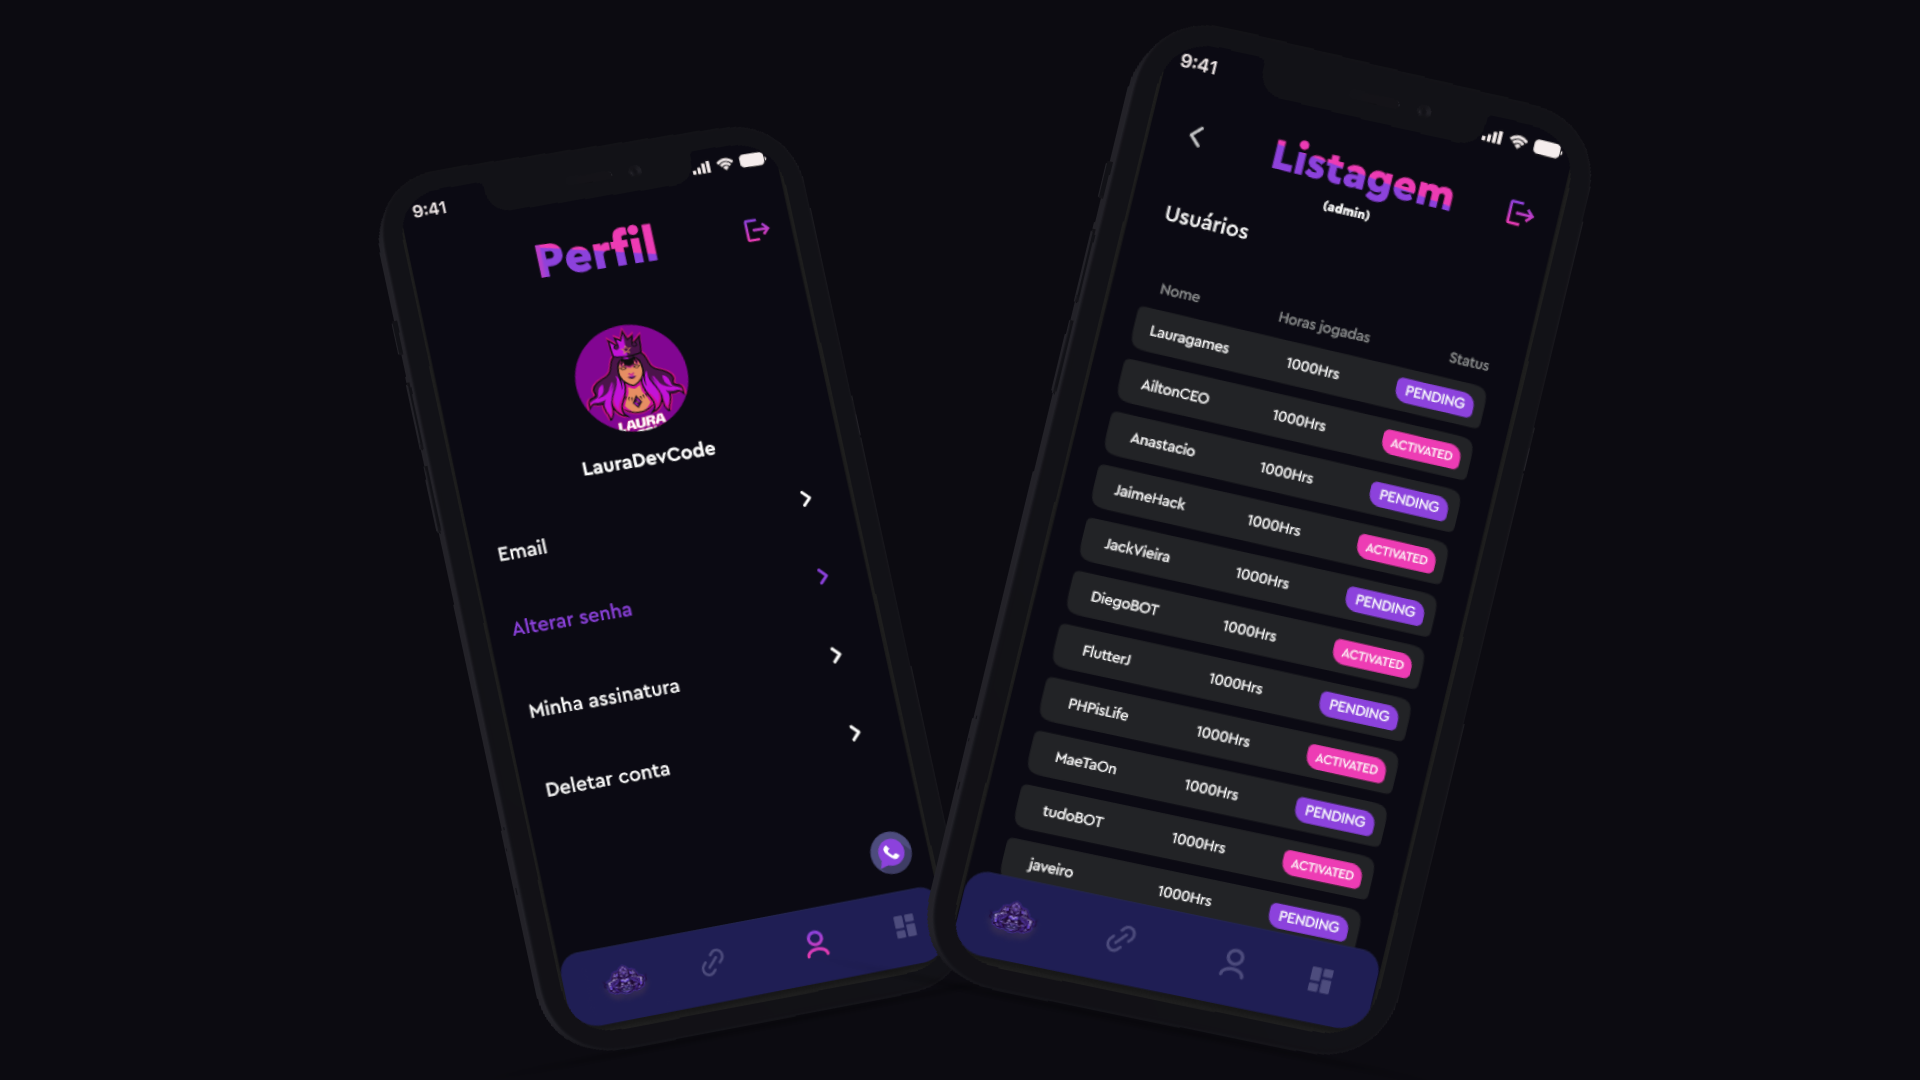 9:41
Perfil
LAURA
LauraDevCode
Email
Alterar senha
Minha assinatura
Deletar conta
9:41
Listagem
(admin)
Usuários
Nome Horas jogadas Status
Lauragames 1000Hrs PENDING
AiltonCEO 1000Hrs ACTIVATED
Anastacio 1000Hrs PENDING
JaimeHack 1000Hrs ACTIVATED
JackVieira 1000Hrs PENDING
DiegoBOT 1000Hrs ACTIVATED
FlutterJ 1000Hrs PENDING
PHPisLife 1000Hrs ACTIVATED
MaeTaOn 1000Hrs PENDING
tudoBOT 1000Hrs ACTIVATED
javeiro 1000Hrs PENDING